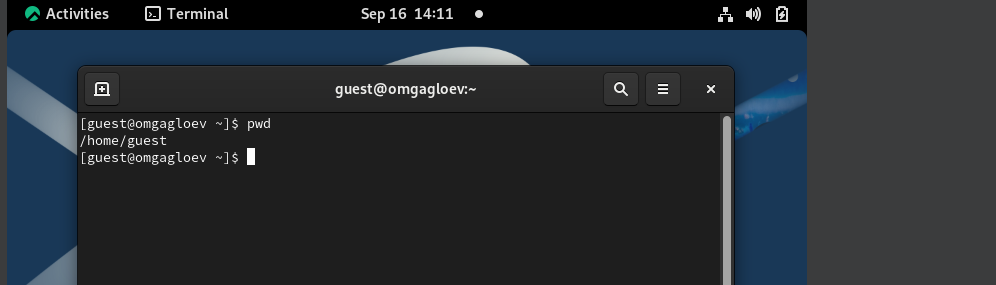 Activities Terminal Sep 16 14:11
guest@omgagloev:~
[guest@omgagloev ~]$ pwd
/home/guest
[guest@omgagloev ~]$